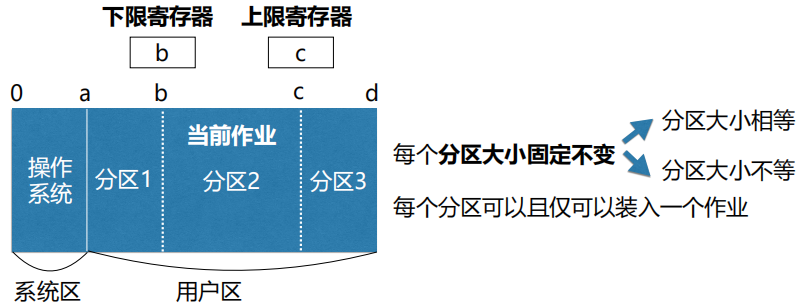 下限寄存器 上限寄存器
b c
0 a b c d
当前作业
操作
系统
分区1 分区2 分区3
系统区 用户区
每个分区大小固定不变
分区大小相等
分区大小不等
每个分区可以且仅可以装入一个作业